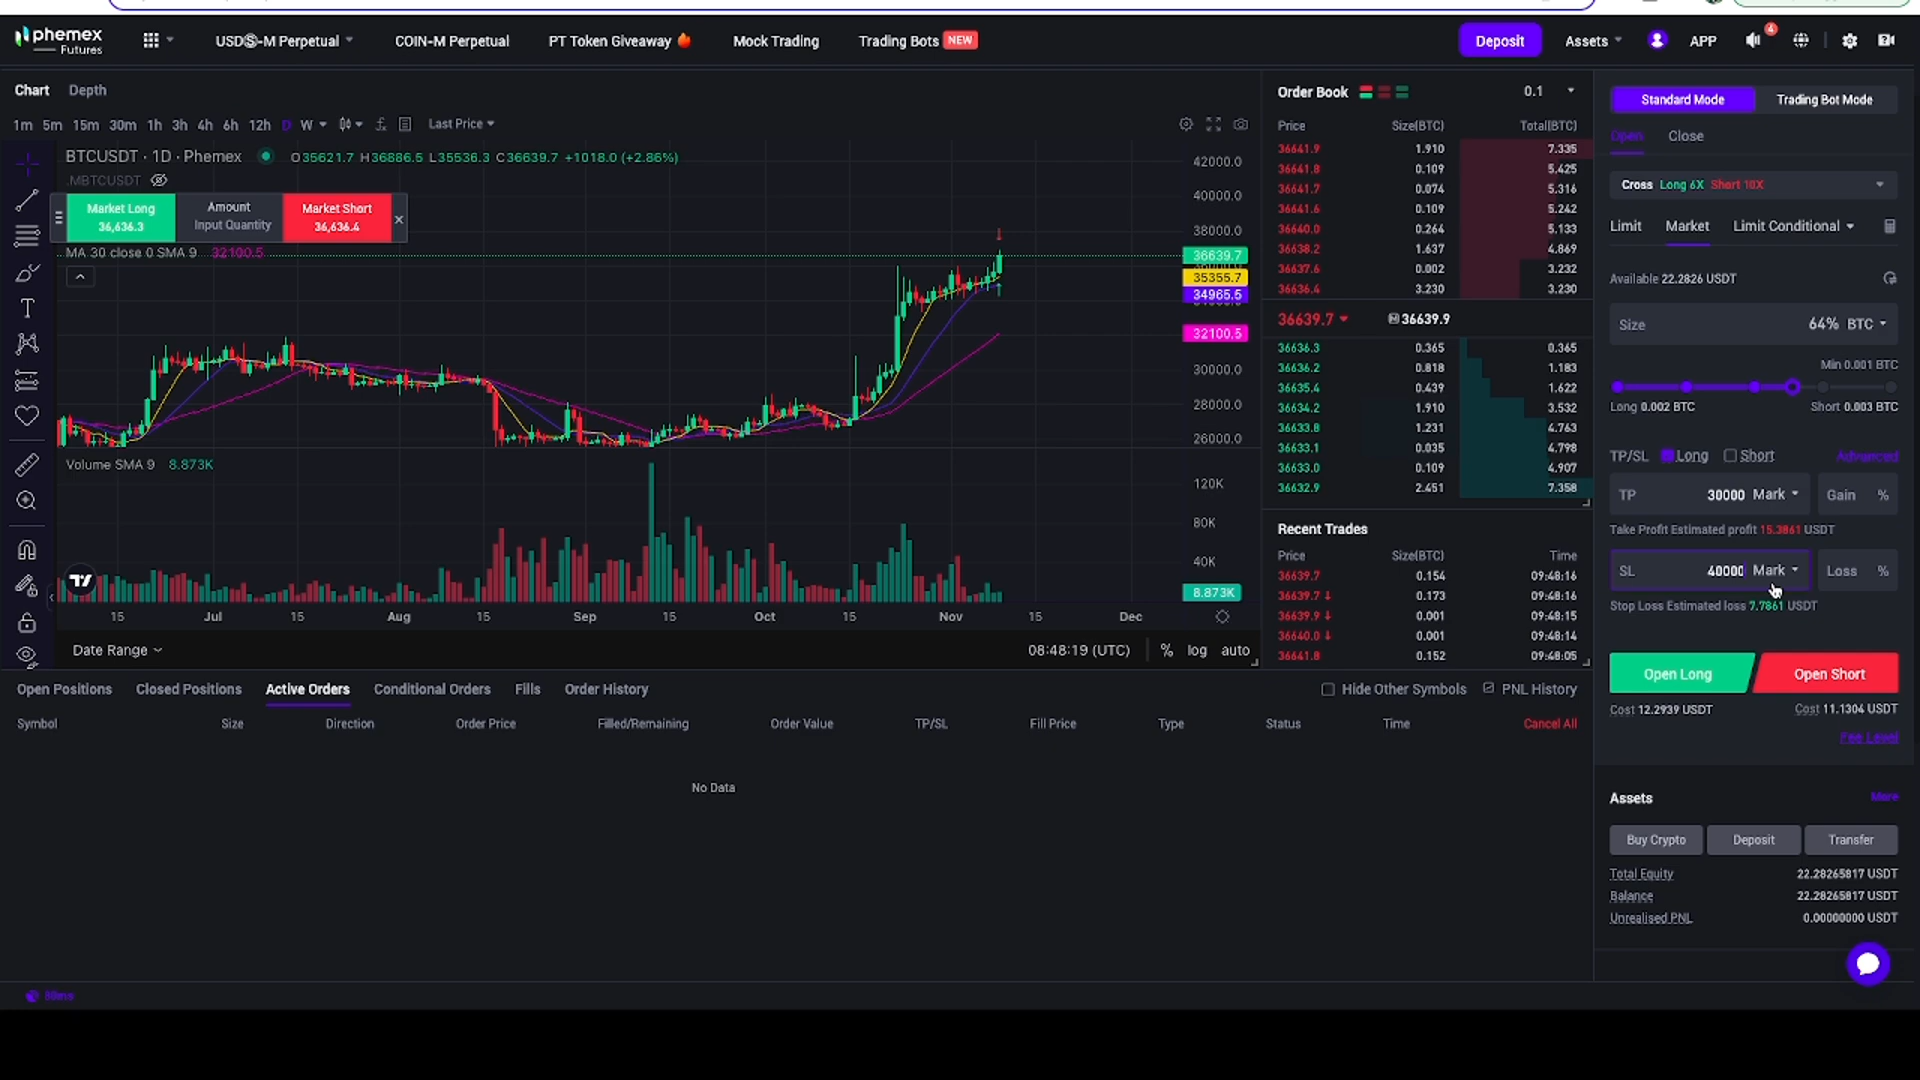 phemex
Futures
USDⓈ-M Perpetual
COIN-M Perpetual
PT Token Giveaway
Mock Trading
Trading Bots NEW
Deposit
Assets
APP
4
Chart
Depth
1m 5m 15m 30m 1h 3h 4h 6h 12h D W
Last Price
BTCUSDT · 1D · Phemex
O35621.7 H36886.5 L35536.3 C36639.7 +1018.0 (+2.86%)
.MBTCUSDT
Market Long
36,636.3
Amount
Input Quantity
Market Short
36,636.4
MA 30 close 0 SMA 9 32100.5
42000.0
40000.0
38000.0
36639.7
35355.7
34965.5
32100.5
30000.0
28000.0
26000.0
Volume SMA 9 8.873K
120K
80K
40K
8.873K
15 Jul 15 Aug 15 Sep Oct 15 Nov 15 Dec
Date Range
08:48:19 (UTC)
% log auto
Order Book
0.1
Price Size(BTC) Total(BTC)
36641.9 1.910 7.335
36641.8 0.109 5.425
36641.7 0.074 5.316
36641.6 0.109 5.242
36640.0 0.264 5.133
36638.2 1.637 4.869
36637.6 0.002 3.232
36636.4 3.230 3.230
36639.7 36639.9
36636.3 0.365 0.365
36636.2 0.818 1.183
36635.4 0.439 1.622
36634.2 1.910 3.532
36633.8 1.231 4.763
36633.1 0.035 4.798
36633.0 0.109 4.907
36632.9 2.451 7.358
Recent Trades
Price Size(BTC) Time
36639.7 0.154 09:48:16
36639.7 ↓ 0.173 09:48:16
36639.9 ↓ 0.001 09:48:15
36640.0 ↓ 0.001 09:48:14
36641.8 0.152 09:48:05
Standard Mode
Trading Bot Mode
Open
Close
Cross Long 6X Short 10X
Limit
Market
Limit Conditional
Available 22.2826 USDT
Size 64% BTC
Min 0.001 BTC
Long 0.002 BTC
Short 0.003 BTC
TP/SL Long Short
Advanced
TP 30000 Mark
Gain %
Take Profit Estimated profit 15.3861 USDT
SL 40000 Mark
Loss %
Stop Loss Estimated loss 7.7861 USDT
Open Long
Open Short
Cost 12.2939 USDT
Cost 11.1304 USDT
Fee Level
Assets
More
Buy Crypto
Deposit
Transfer
Total Equity 22.28265817 USDT
Balance 22.28265817 USDT
Unrealised PNL 0.00000000 USDT
Open Positions
Closed Positions
Active Orders
Conditional Orders
Fills
Order History
Hide Other Symbols
PNL History
Symbol Size Direction Order Price Filled/Remaining Order Value TP/SL Fill Price Type Status Time Cancel All
No Data